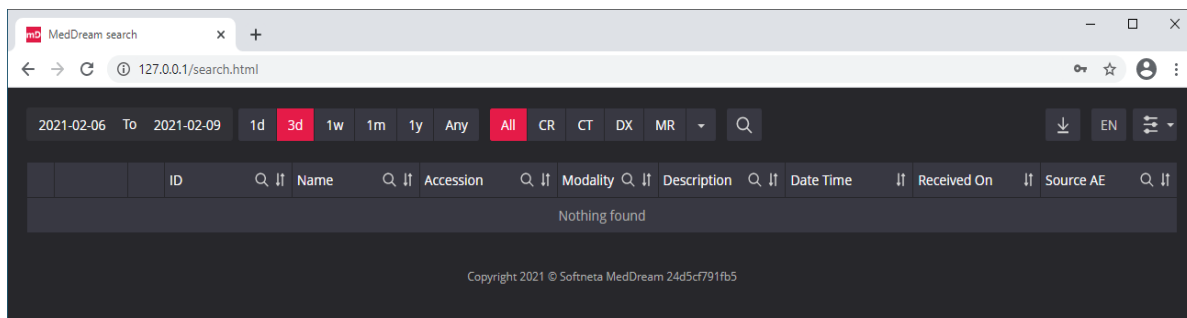 mD MedDream search
127.0.0.1/search.html
2021-02-06 To 2021-02-09 1d 3d 1w 1m 1y Any All CR CT DX MR EN
ID Name Accession Modality Description Date Time Received On Source AE
Nothing found
Copyright 2021 © Softneta MedDream 24d5cf791fb5